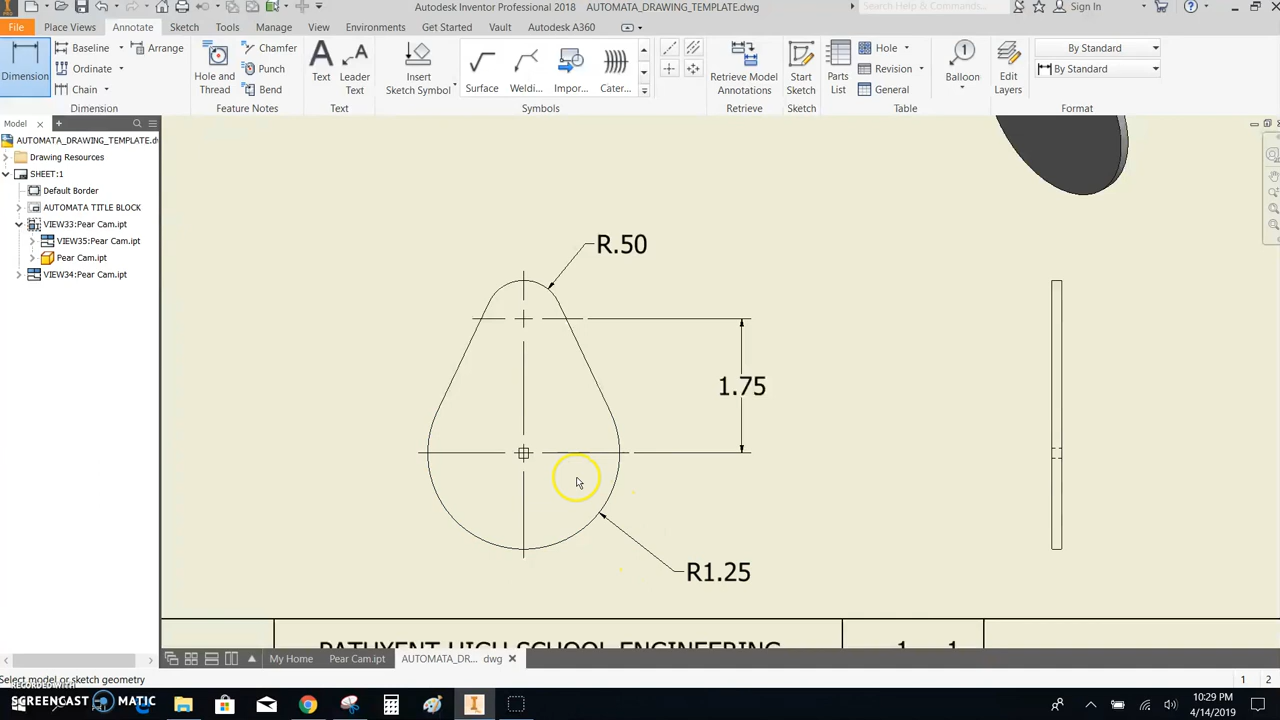 Autodesk Inventor Professional 2018 AUTOMATA_DRAWING_TEMPLATE.dwg
Search Help & Commands...
Sign In
File Place Views Annotate Sketch Tools Manage View Environments Get Started Vault Autodesk A360
Dimension
Baseline
Ordinate
Chain
Arrange
Dimension
Hole and Thread
Chamfer
Punch
Bend
Feature Notes
Text
Leader Text
Text
Insert Sketch Symbol
Surface
Weldi...
Impor...
Cater...
Symbols
Retrieve Model Annotations
Retrieve
Start Sketch
Sketch
Parts List
Hole
Revision
General
Table
Balloon
Edit Layers
By Standard
By Standard
Format
Model
AUTOMATA_DRAWING_TEMPLATE.dw
Drawing Resources
SHEET:1
Default Border
AUTOMATA TITLE BLOCK
VIEW33:Pear Cam.ipt
VIEW35:Pear Cam.ipt
Pear Cam.ipt
VIEW34:Pear Cam.ipt
R.50
1.75
R1.25
PATUXENT HIGH SCHOOL ENGINEERING
My Home Pear Cam.ipt AUTOMATA_DR... dwg
Select model or sketch geometry 1 2
RECORDED WITH
SCREENCAST MATIC
10:29 PM
4/14/2019